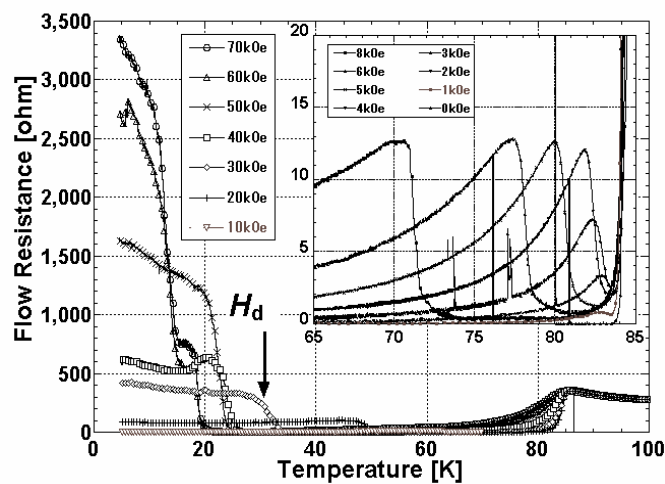 Flow Resistance [ohm]
3,500
3,000
2,500
2,000
1,500
1,000
500
0
70kOe
60kOe
50kOe
40kOe
30kOe
20kOe
10kOe
Hd
20
15
10
5
0
8kOe
6kOe
5kOe
4kOe
3kOe
2kOe
1kOe
0kOe
65 70 75 80 85
0 20 40 60 80 100
Temperature [K]